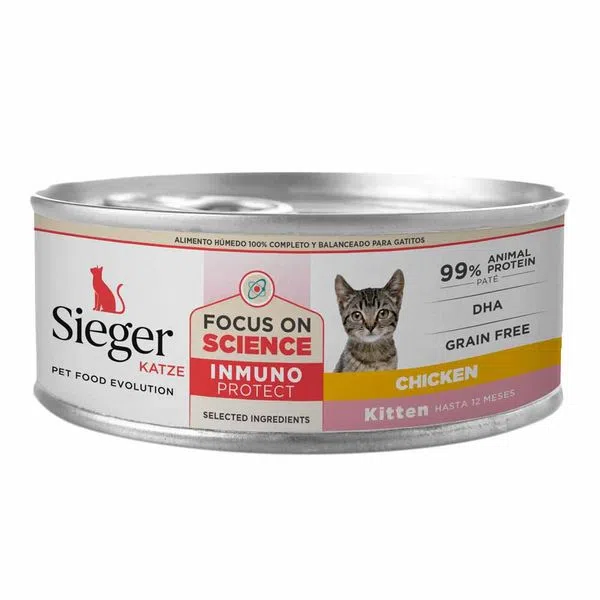 ALIMENTO HÚMEDO 100% COMPLETO Y BALANCEADO PARA GATITOS
Sieger
KATZE
PET FOOD EVOLUTION
FOCUS ON
SCIENCE
INMUNO
PROTECT
SELECTED INGREDIENTS
99% ANIMAL
PROTEIN
PATÉ
DHA
GRAIN FREE
CHICKEN
Kitten HASTA 12 MESES